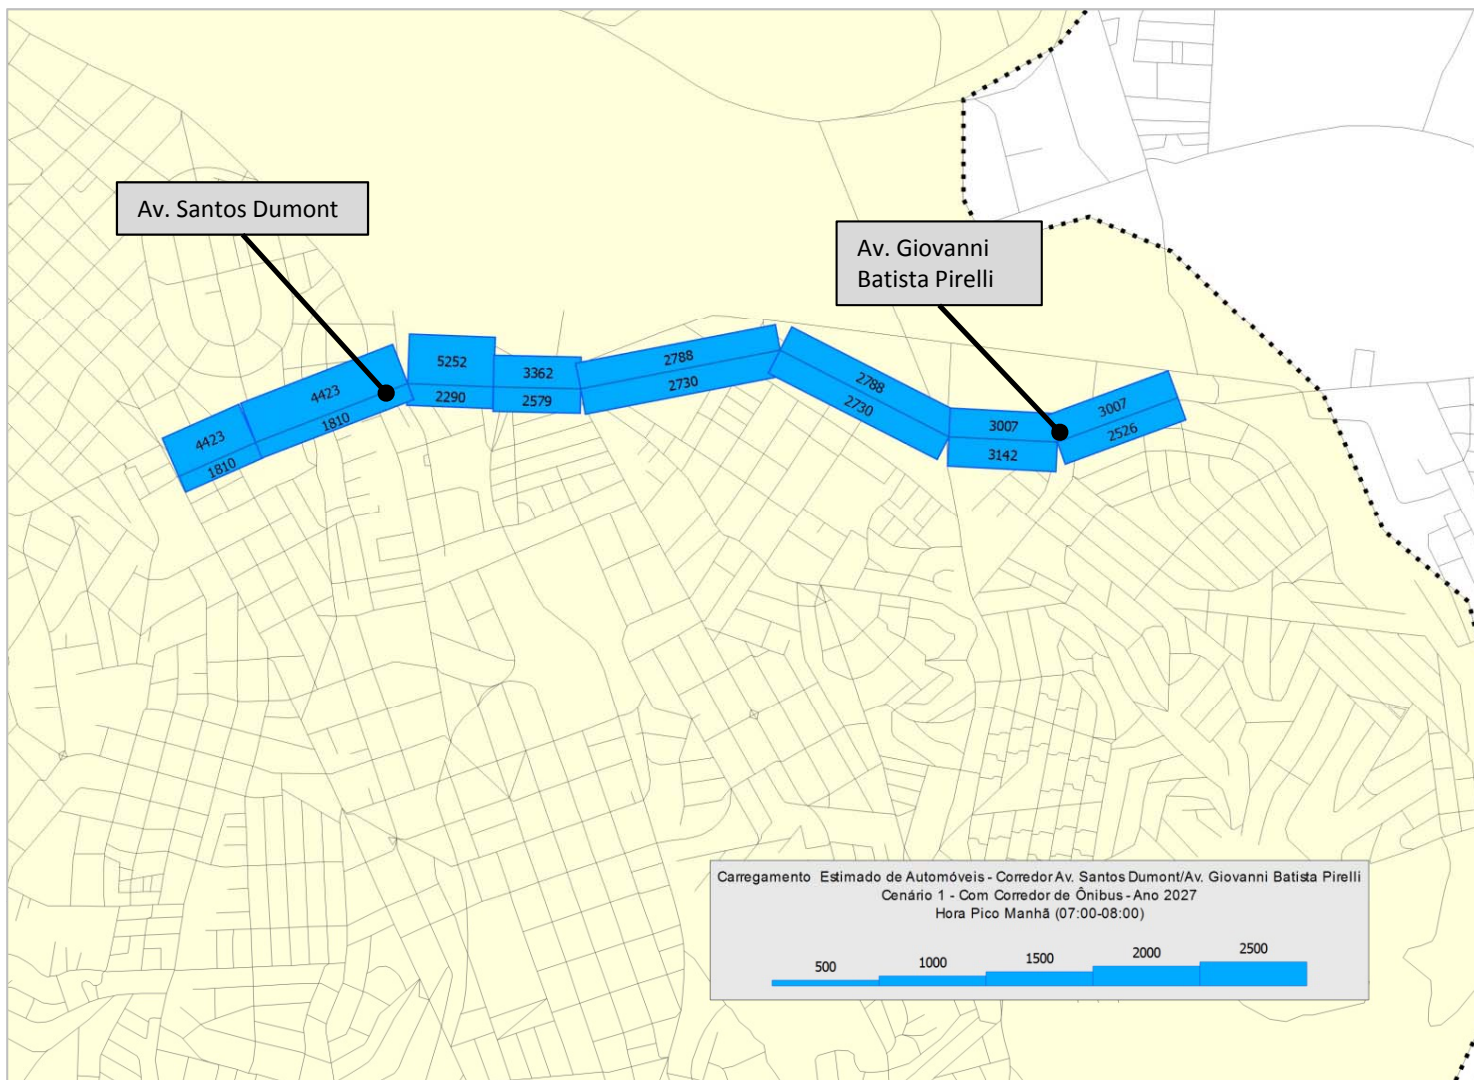 Av. Santos Dumont
Av. Giovanni
Batista Pirelli
5252
3362
2788
4423
4423
1810
1810
2290
2579
2730
2788
2730
3007
3142
3007
2526
Carregamento Estimado de Automóveis - Corredor Av. Santos Dumont/Av. Giovanni Batista Pirelli
Cenário 1 - Com Corredor de Ônibus - Ano 2027
Hora Pico Manhã (07:00-08:00)
500 1000 1500 2000 2500